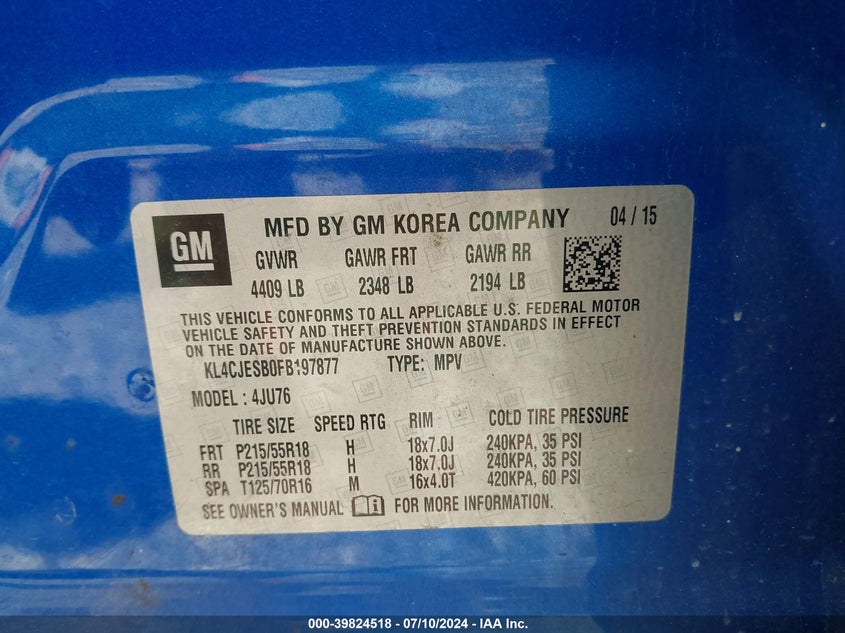 GM
MFD BY GM KOREA COMPANY 04 / 15
GVWR GAWR FRT GAWR RR
4409 LB 2348 LB 2194 LB
THIS VEHICLE CONFORMS TO ALL APPLICABLE U.S. FEDERAL MOTOR
VEHICLE SAFETY AND THEFT PREVENTION STANDARDS IN EFFECT
ON THE DATE OF MANUFACTURE SHOWN ABOVE.
KL4CJESB0FB197877 TYPE: MPV
MODEL : 4JU76
TIRE SIZE SPEED RTG RIM COLD TIRE PRESSURE
FRT P215/55R18 H 18x7.0J 240KPA, 35 PSI
RR P215/55R18 H 18x7.0J 240KPA, 35 PSI
SPA T125/70R16 M 16x4.0T 420KPA, 60 PSI
SEE OWNER'S MANUAL FOR MORE INFORMATION.
000-39824518 - 07/10/2024 - IAA Inc.